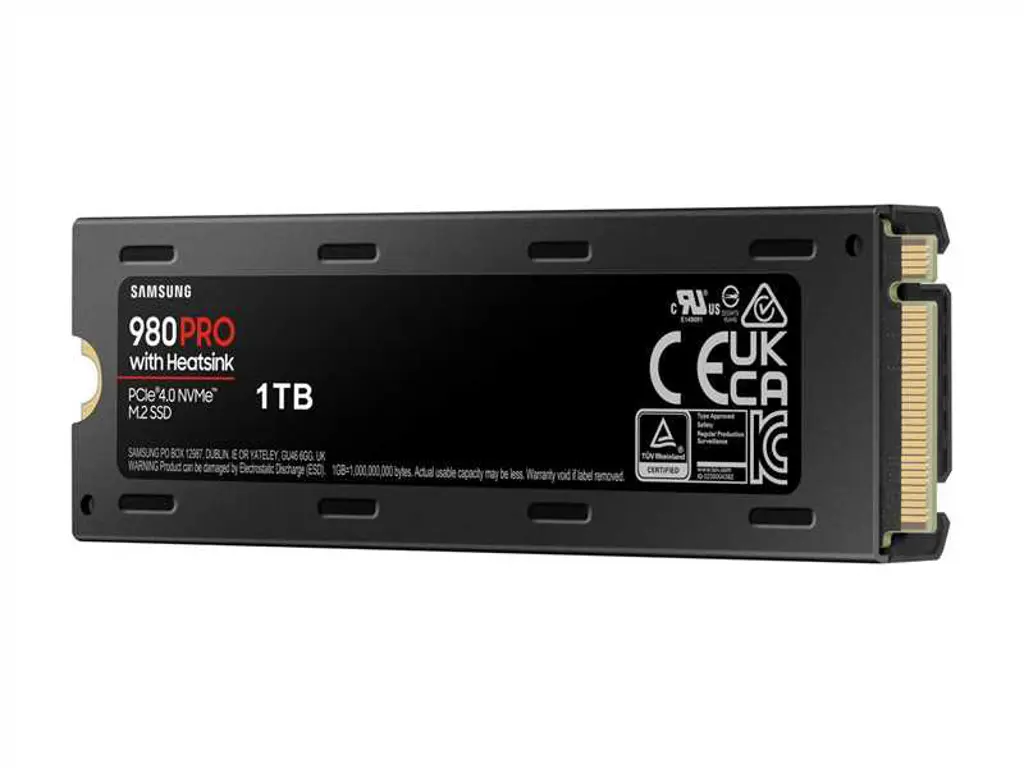 SAMSUNG
980 PRO
with Heatsink
PCIe® 4.0 NVMe™
M.2 SSD
1TB
SAMSUNG PO BOX 12987, DUBLIN. IE OR YATELEY, GU46 6GG. UK
WARNING Product can be damaged by Electrostatic Discharge (ESD). 1GB=1,000,000,000 bytes. Actual usable capacity may be less. Warranty void if label removed.
c RU® US
CE UK
CA
TÜVRheinland
CERTIFIED
Type Approved
Safety
Regular Production
Surveillance
www.tuv.com